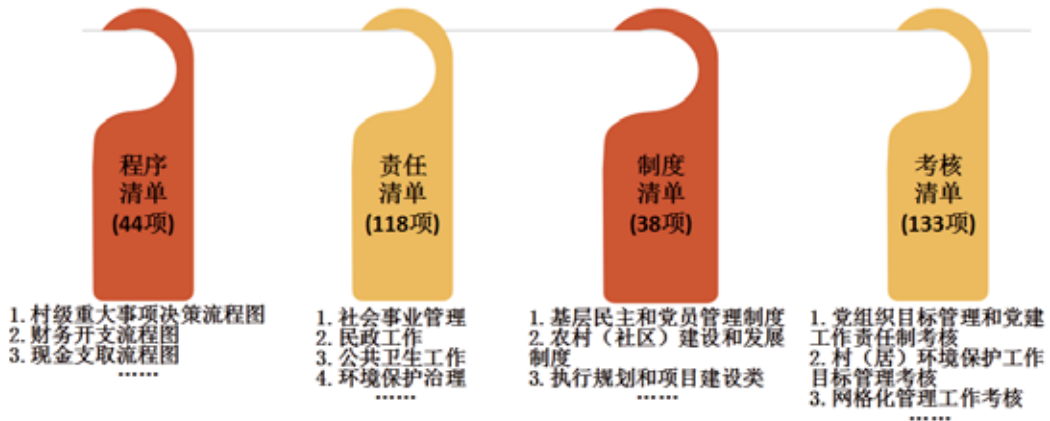 程序
清单
(44项)
1. 村级重大事项决策流程图
2. 财务开支流程图
3. 现金支取流程图
……
责任
清单
(118项)
1. 社会事业管理
2. 民政工作
3. 公共卫生工作
4. 环境保护治理
……
制度
清单
(38项)
1. 基层民主和党员管理制度
2. 农村（社区）建设和发展
制度
3. 执行规划和项目建设类
……
考核
清单
(133项)
1. 党组织目标管理和党建
工作责任制考核
2. 村（居）环境保护工作
目标管理考核
3. 网格化管理工作考核
……